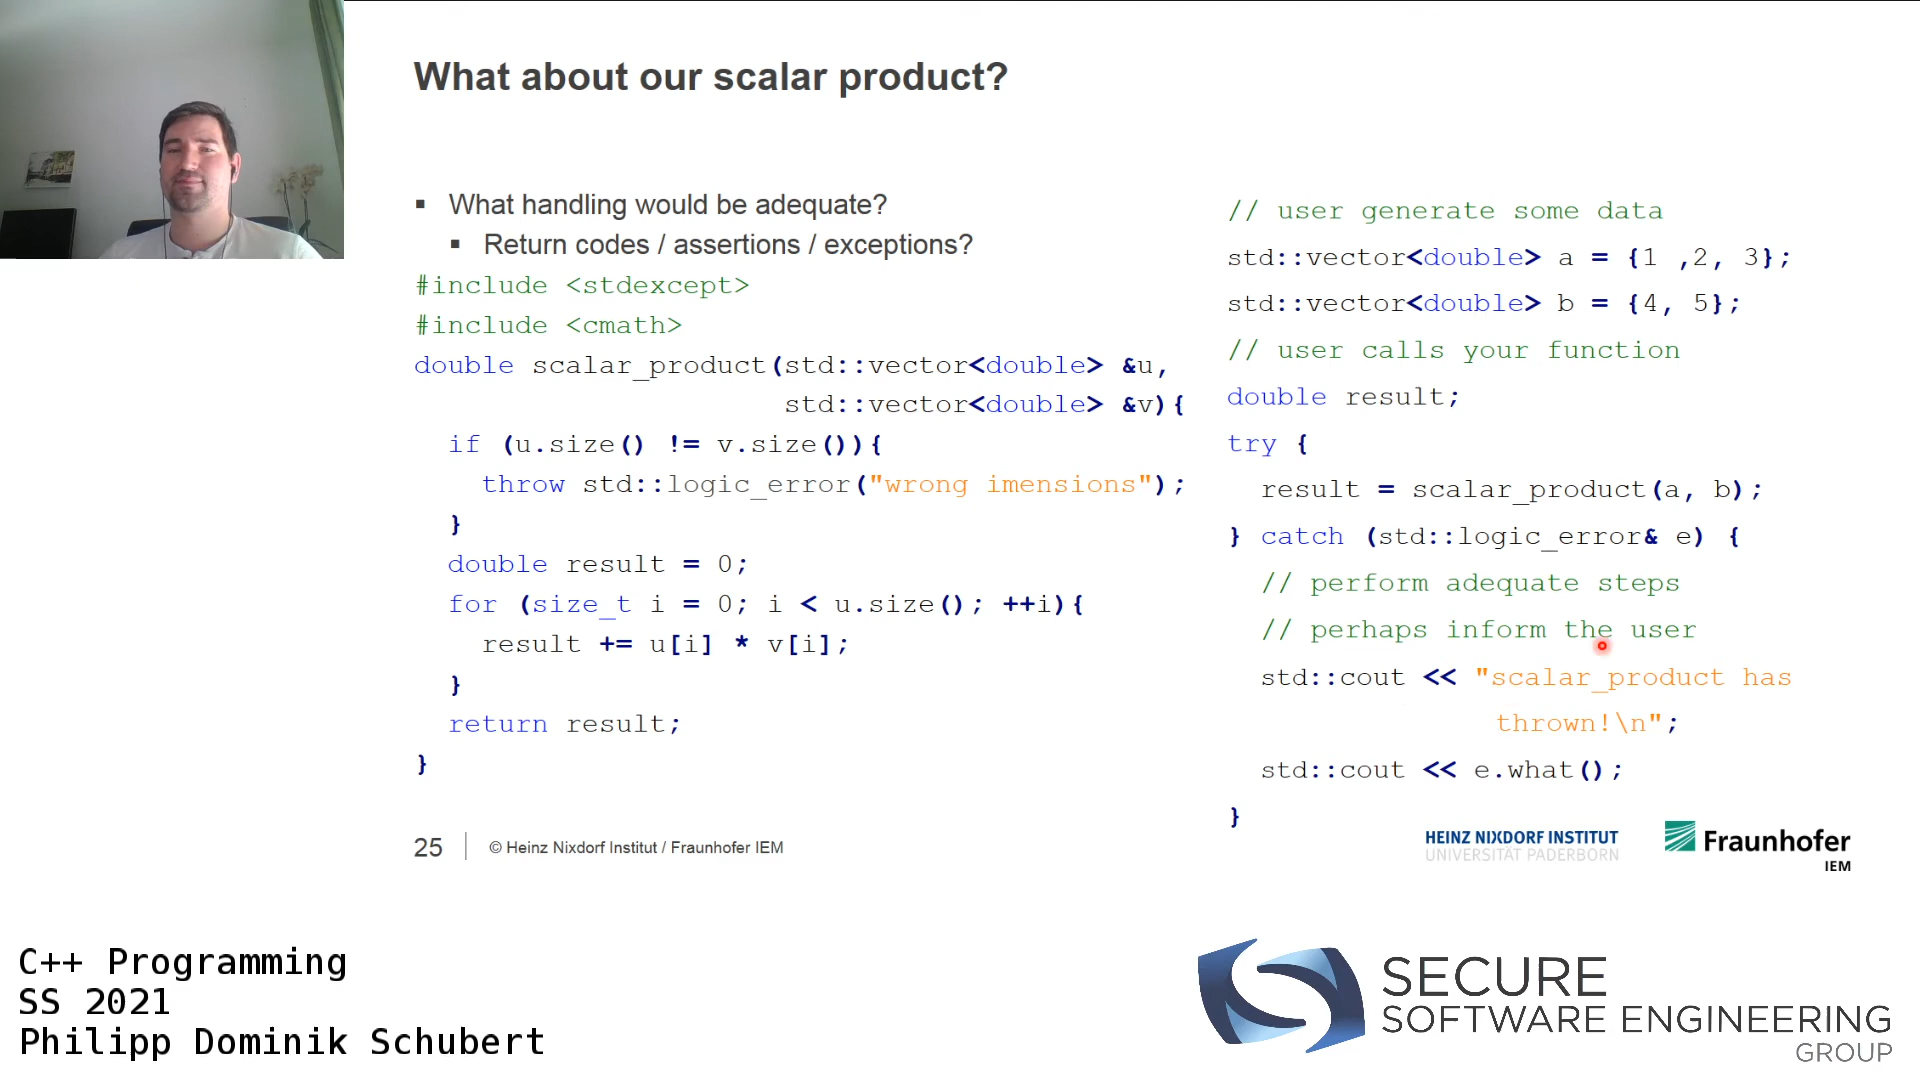 What about our scalar product?
▪ What handling would be adequate?
▪ Return codes / assertions / exceptions?
#include <stdexcept>
#include <cmath>
double scalar_product(std::vector<double> &u,
std::vector<double> &v){
if (u.size() != v.size()){
throw std::logic_error("wrong imensions");
}
double result = 0;
for (size_t i = 0; i < u.size(); ++i){
result += u[i] * v[i];
}
return result;
}
// user generate some data
std::vector<double> a = {1 ,2, 3};
std::vector<double> b = {4, 5};
// user calls your function
double result;
try {
result = scalar_product(a, b);
} catch (std::logic_error& e) {
// perform adequate steps
// perhaps inform the user
std::cout << "scalar_product has
thrown!\n";
std::cout << e.what();
}
25
© Heinz Nixdorf Institut / Fraunhofer IEM
HEINZ NIXDORF INSTITUT
UNIVERSITÄT PADERBORN
Fraunhofer
IEM
C++ Programming
SS 2021
Philipp Dominik Schubert
SECURE
SOFTWARE ENGINEERING
GROUP